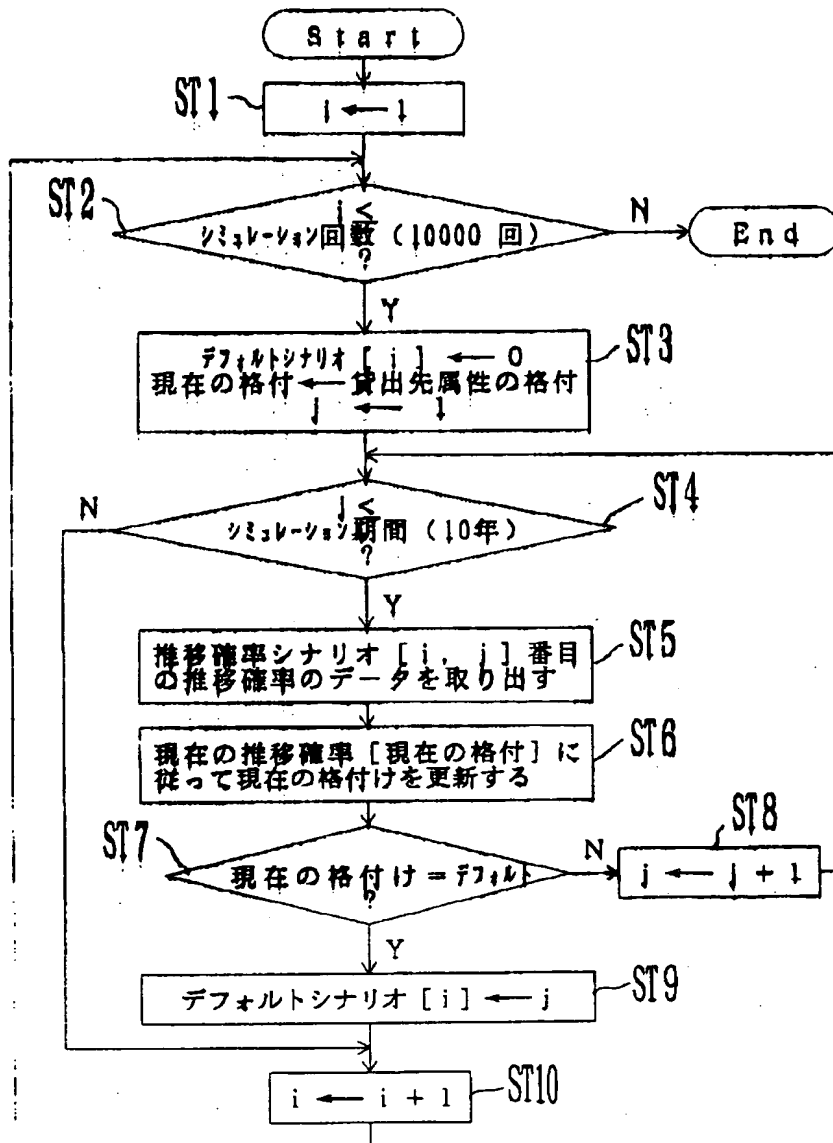 Start
ST1
i ← 1
ST2
i ≤
シミュレーション回数（10000 回）
?
N
End
Y
ST3
デフォルトシナリオ [ i ] ← 0
現在の格付 ← 貸出先属性の格付
j ← 1
N
ST4
j ≤
シミュレーション期間（10年）
?
Y
ST5
推移確率シナリオ [ i, j ] 番目
の推移確率のデータを取り出す
ST6
現在の推移確率 [現在の格付] に
従って現在の格付けを更新する
ST7
現在の格付け＝デフォルト
?
N
ST8
j ← j + 1
Y
ST9
デフォルトシナリオ [ i ] ← j
ST10
i ← i + 1